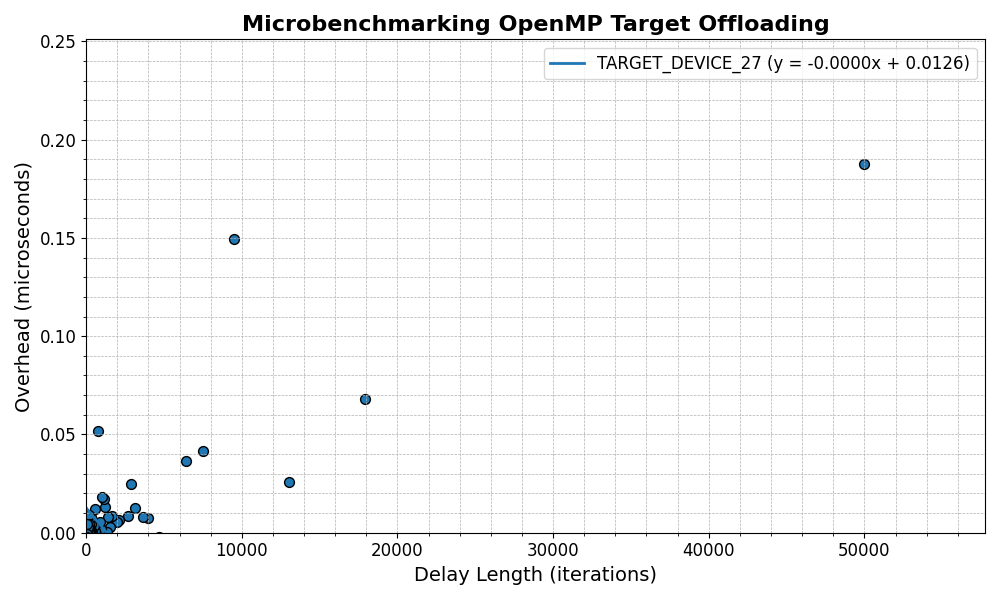 Microbenchmarking OpenMP Target Offloading
TARGET_DEVICE_27 (y = -0.0000x + 0.0126)
Overhead (microseconds)
0.25
0.20
0.15
0.10
0.05
0.00
0 10000 20000 30000 40000 50000
Delay Length (iterations)